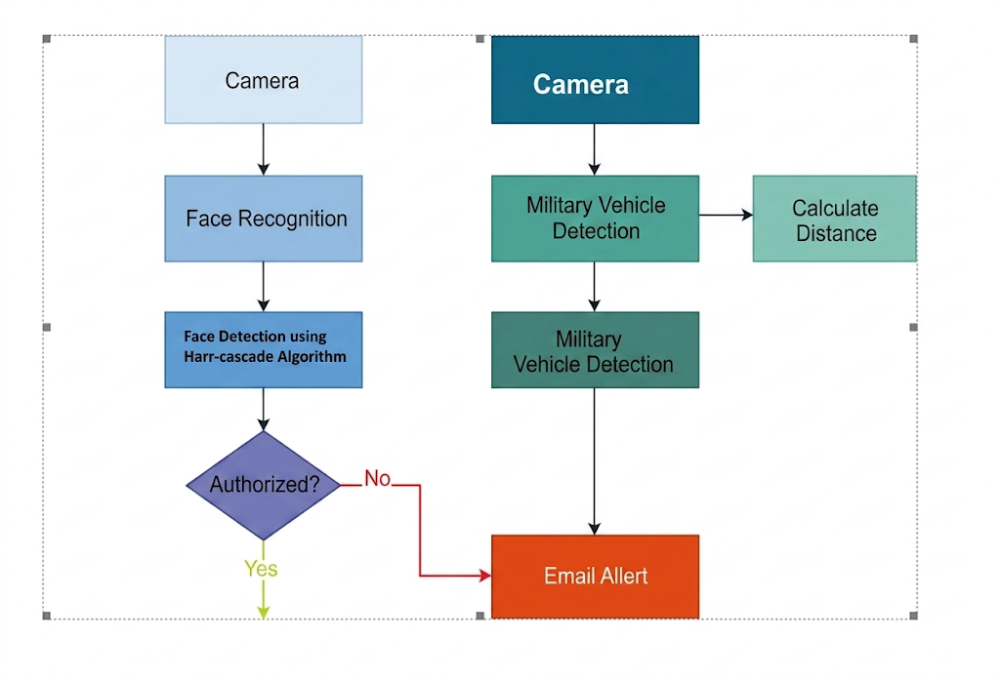 Camera
Camera
Face Recognition
Military Vehicle
Detection
Calculate
Distance
Face Detection using
Harr-cascade Algorithm
Military
Vehicle Detection
Authorized?
No
Yes
Email Allert